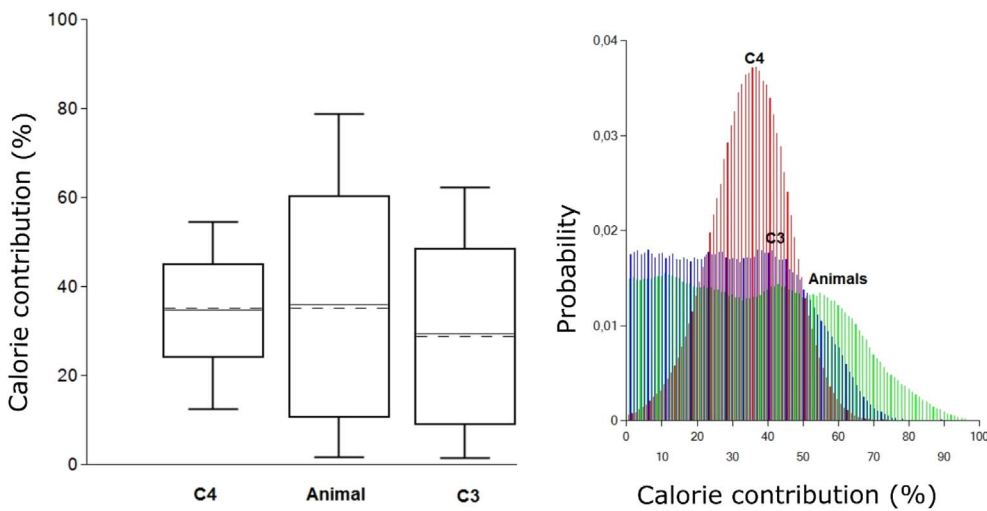 Calorie contribution (%)
100
80
60
40
20
0
C4 Animal C3
Probability
0,04
0,03
0,02
0,01
0
C4
C3
Animals
0 20 40 60 80 100
10 30 50 70 90
Calorie contribution (%)